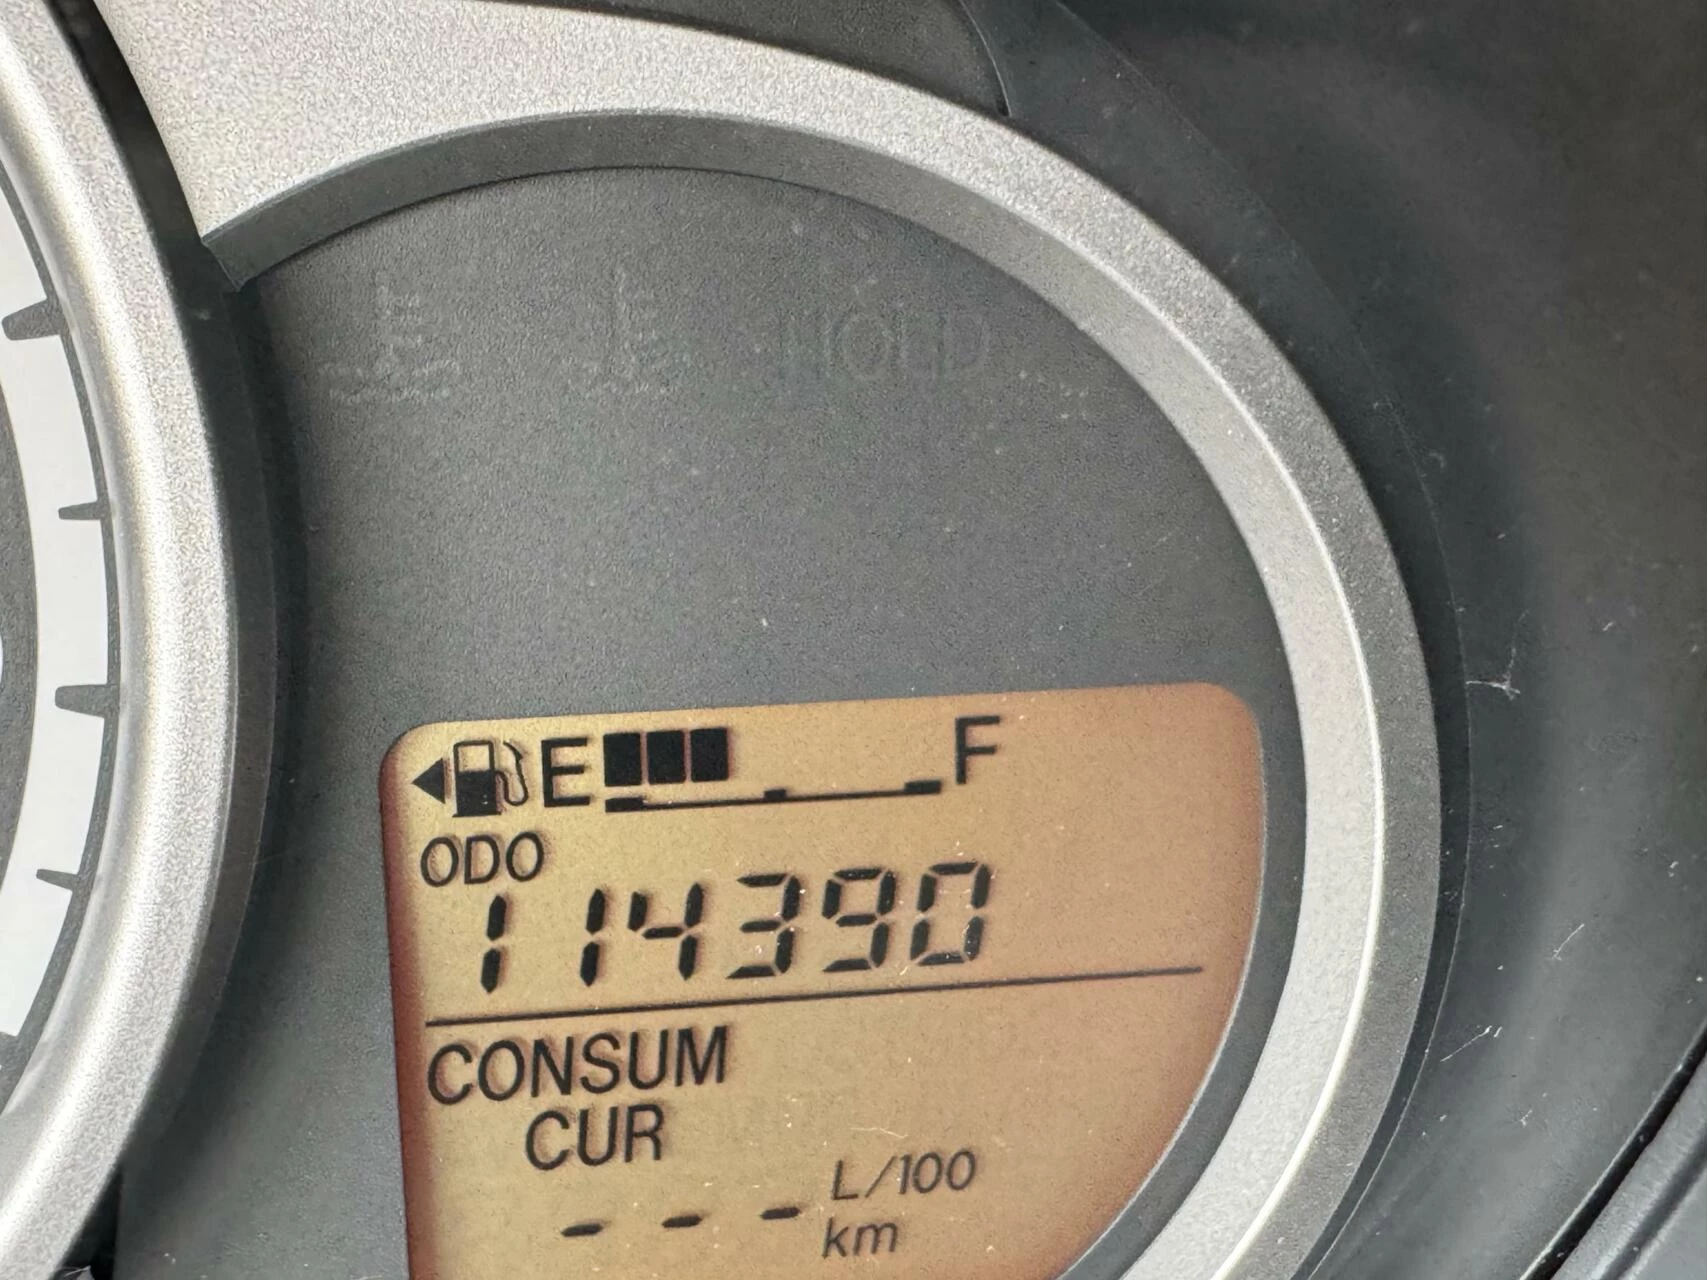 HOLD
E F
ODO
114390
CONSUM
CUR
--- L/100
km